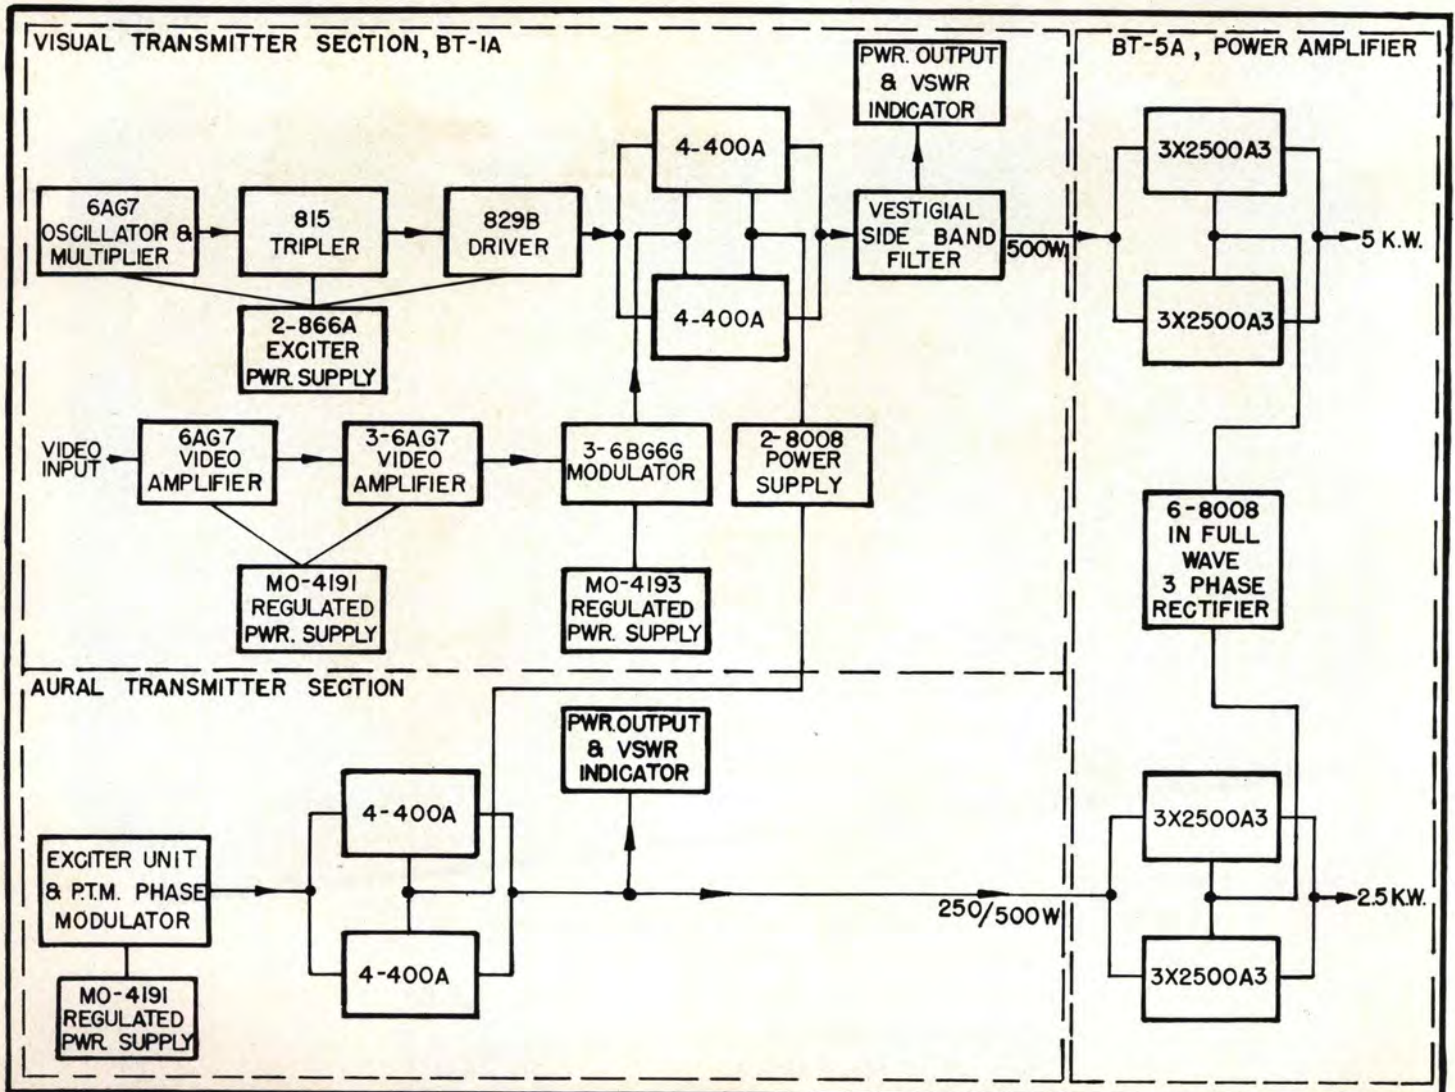 VISUAL TRANSMITTER SECTION, BT-1A
BT-5A, POWER AMPLIFIER
PWR. OUTPUT
& VSWR
INDICATOR
4-400A
3X2500A3
6AG7
OSCILLATOR &
MULTIPLIER
815
TRIPLER
829B
DRIVER
VESTIGIAL
SIDE BAND
FILTER
500W.
5 K.W.
4-400A
3X2500A3
2-866A
EXCITER
PWR. SUPPLY
VIDEO
INPUT
6AG7
VIDEO
AMPLIFIER
3-6AG7
VIDEO
AMPLIFIER
3-6BG6G
MODULATOR
2-8008
POWER
SUPPLY
6-8008
IN FULL
WAVE
3 PHASE
RECTIFIER
MO-4191
REGULATED
PWR. SUPPLY
MO-4193
REGULATED
PWR. SUPPLY
AURAL TRANSMITTER SECTION
PWR. OUTPUT
& VSWR
INDICATOR
4-400A
3X2500A3
EXCITER UNIT
& P.T.M. PHASE
MODULATOR
250/500W
2.5 K.W.
4-400A
3X2500A3
MO-4191
REGULATED
PWR. SUPPLY